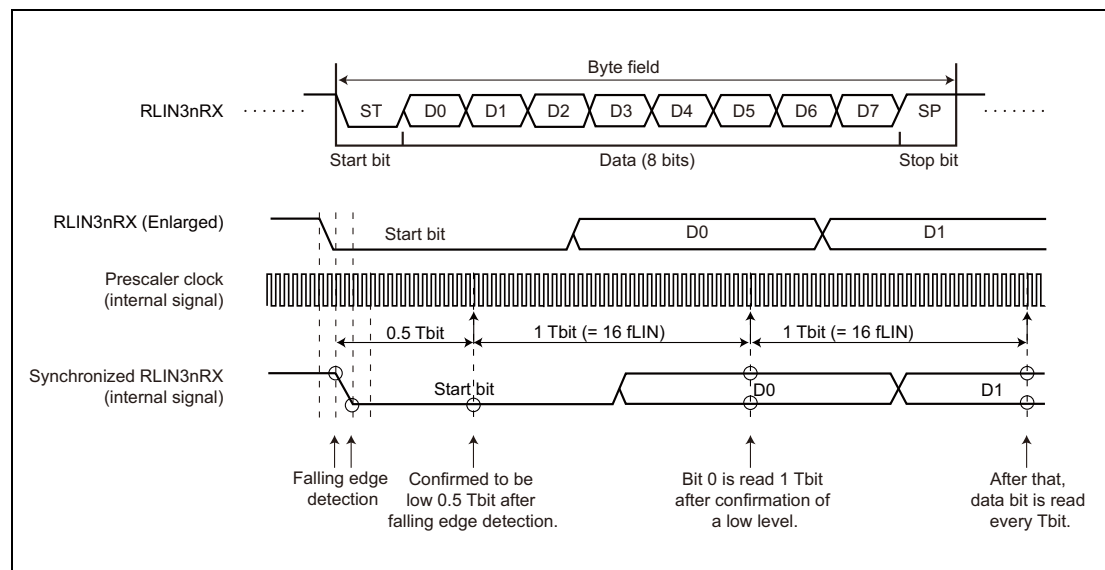 Byte field
RLIN3nRX
ST D0 D1 D2 D3 D4 D5 D6 D7 SP
Start bit Data (8 bits) Stop bit
RLIN3nRX (Enlarged)
Start bit D0 D1
Prescaler clock
(internal signal)
0.5 Tbit 1 Tbit (= 16 fLIN) 1 Tbit (= 16 fLIN)
Synchronized RLIN3nRX
(internal signal)
Start bit D0 D1
Falling edge
detection
Confirmed to be
low 0.5 Tbit after
falling edge detection.
Bit 0 is read 1 Tbit
after confirmation of
a low level.
After that,
data bit is read
every Tbit.